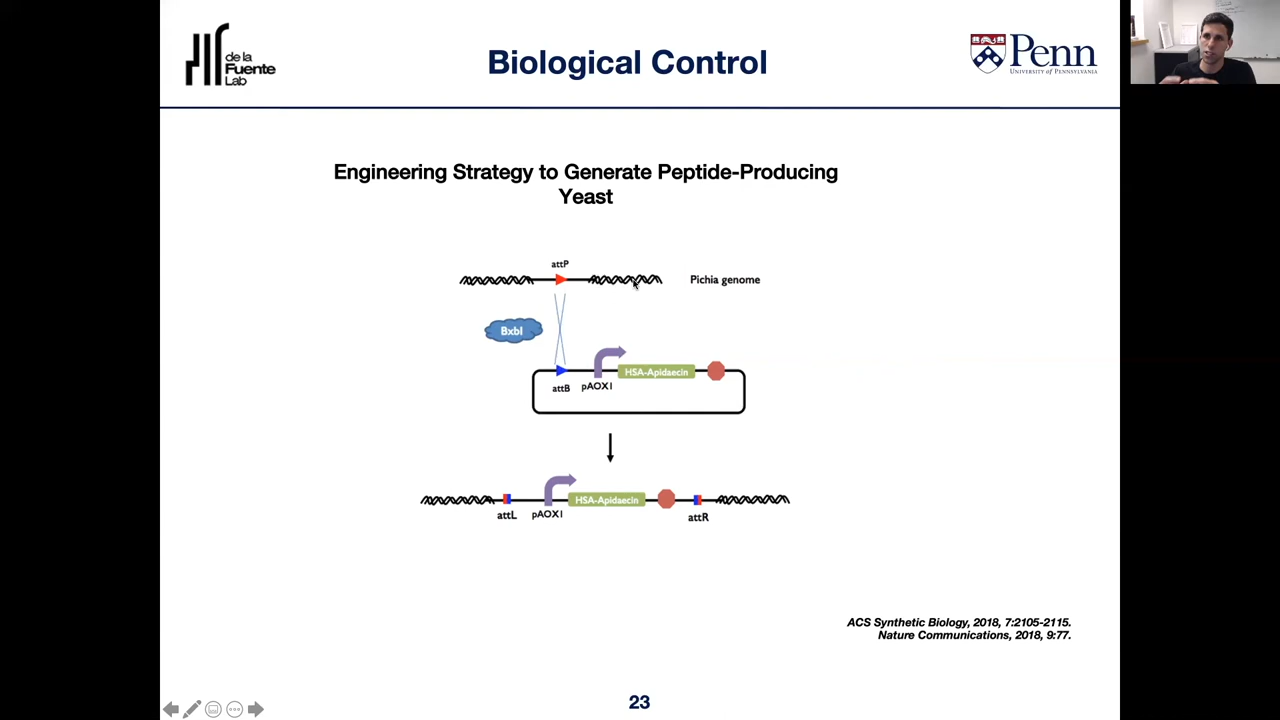 de la
Fuente
Lab
Biological Control
Penn
UNIVERSITY of PENNSYLVANIA
Engineering Strategy to Generate Peptide-Producing
Yeast
attP
Pichia genome
BxbI
HSA-Apidaecin
attB
pAOX1
HSA-Apidaecin
attL
pAOX1
attR
ACS Synthetic Biology, 2018, 7:2105-2115.
Nature Communications, 2018, 9:77.
23